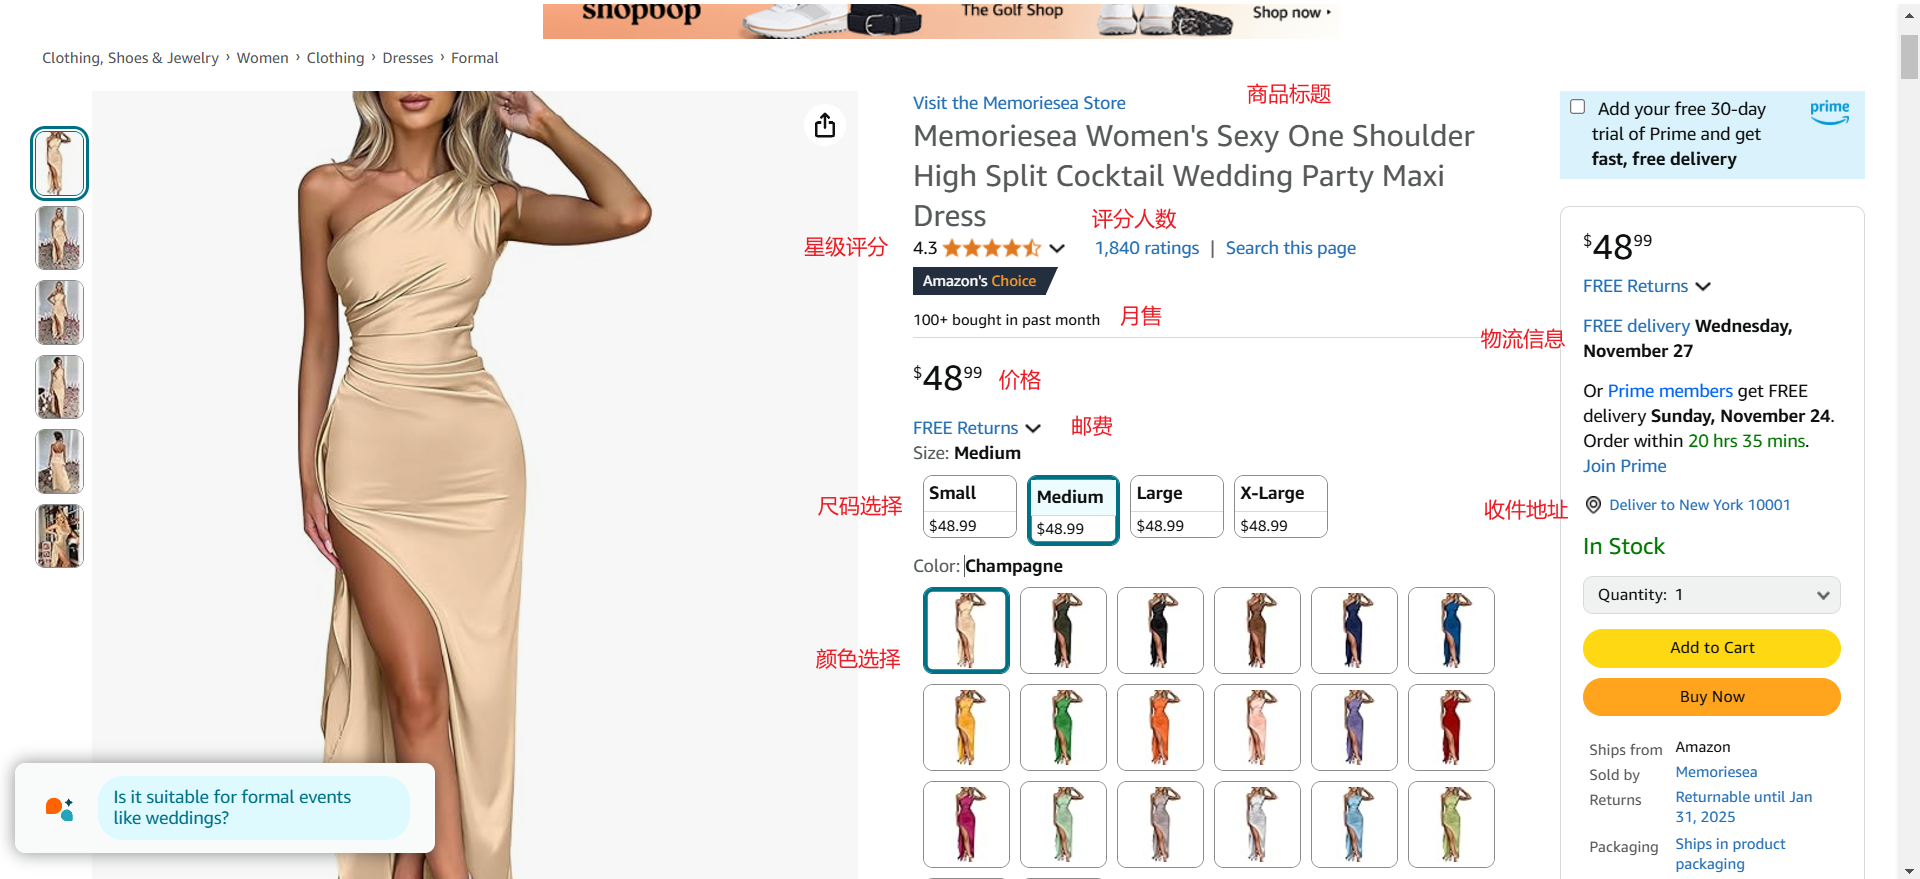 shopbop
The Golf Shop
Shop now
Clothing, Shoes & Jewelry › Women › Clothing › Dresses › Formal
Visit the Memoriesea Store
商品标题
Memoriesea Women's Sexy One Shoulder
High Split Cocktail Wedding Party Maxi
Dress
评分人数
星级评分
4.3
1,840 ratings | Search this page
Amazon's Choice
100+ bought in past month
月售
$48.99
价格
FREE Returns
邮费
Size: Medium
尺码选择
Small
$48.99
Medium
$48.99
Large
$48.99
X-Large
$48.99
Color: Champagne
颜色选择
Add your free 30-day
trial of Prime and get
fast, free delivery
prime
$48.99
FREE Returns
物流信息
FREE delivery Wednesday,
November 27
Or Prime members get FREE
delivery Sunday, November 24.
Order within 20 hrs 35 mins.
Join Prime
收件地址
Deliver to New York 10001
In Stock
Quantity: 1
Add to Cart
Buy Now
Ships from Amazon
Sold by Memoriesea
Returns Returnable until Jan
31, 2025
Packaging Ships in product
packaging
Is it suitable for formal events
like weddings?